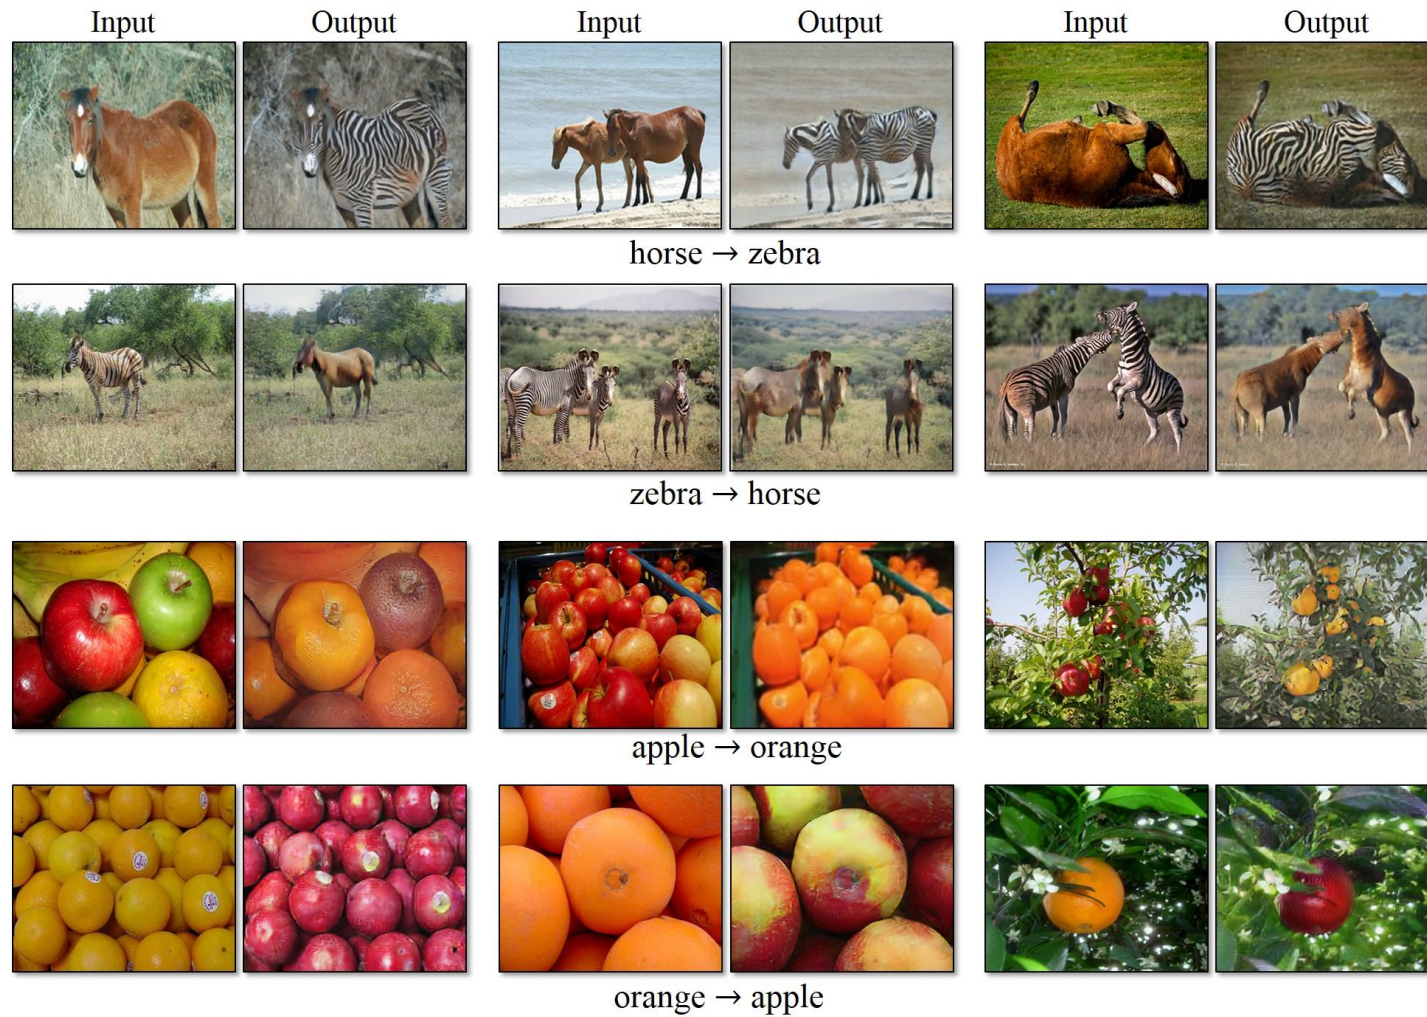 Input Output Input Output Input Output
horse → zebra
zebra → horse
apple → orange
orange → apple